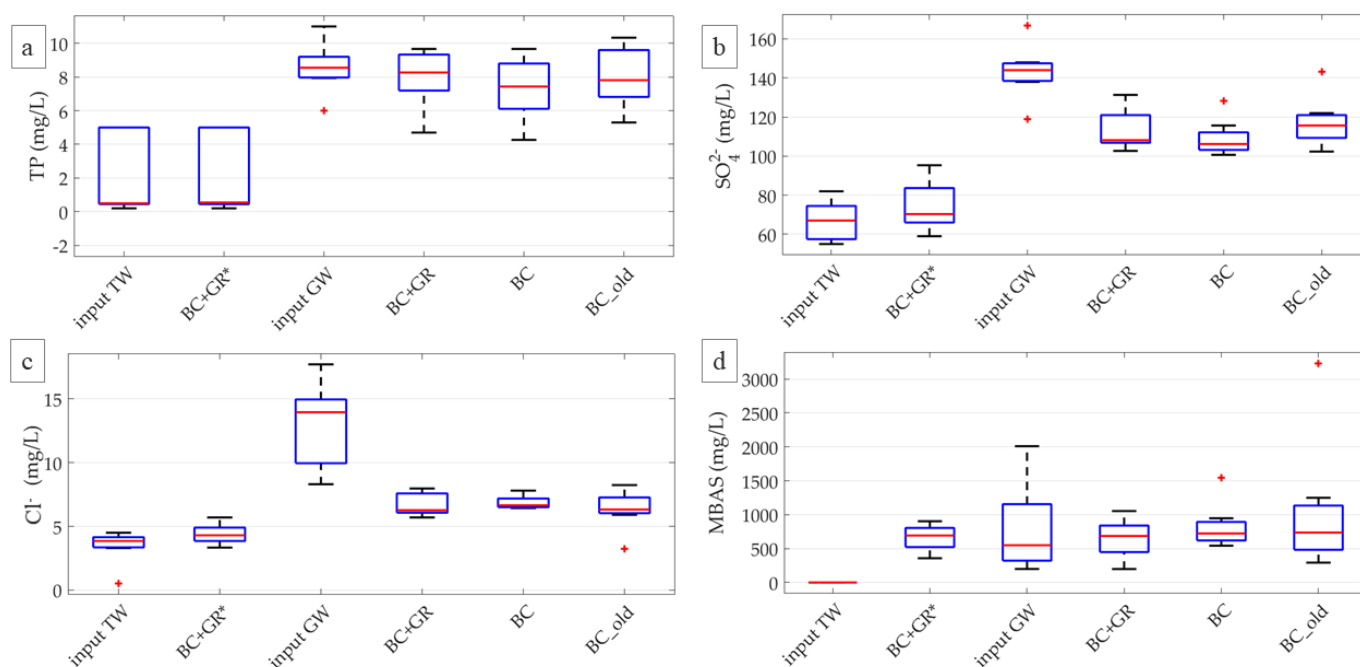 a
TP (mg/L)
10
8
6
4
2
0
-2
input TW
BC+GR*
input GW
BC+GR
BC
BC_old
b
SO₄²⁻ (mg/L)
160
140
120
100
80
60
input TW
BC+GR*
input GW
BC+GR
BC
BC_old
c
Cl⁻ (mg/L)
15
10
5
0
input TW
BC+GR*
input GW
BC+GR
BC
BC_old
d
MBAS (mg/L)
3000
2500
2000
1500
1000
500
0
input TW
BC+GR*
input GW
BC+GR
BC
BC_old